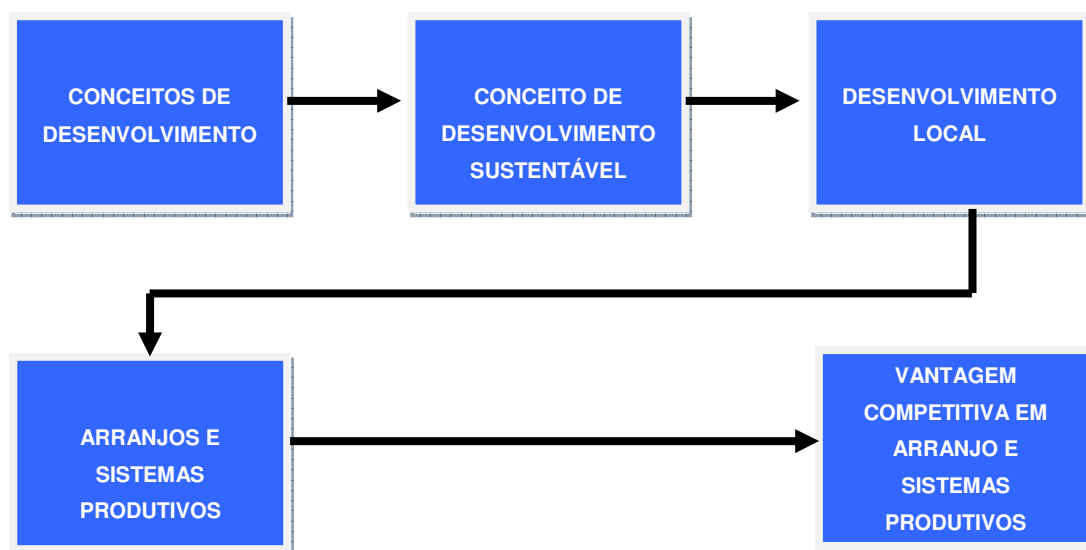 CONCEITOS DE
DESENVOLVIMENTO
CONCEITO DE
DESENVOLVIMENTO
SUSTENTÁVEL
DESENVOLVIMENTO
LOCAL
ARRANJOS E
SISTEMAS
PRODUTIVOS
VANTAGEM
COMPETITIVA EM
ARRANJO E
SISTEMAS
PRODUTIVOS